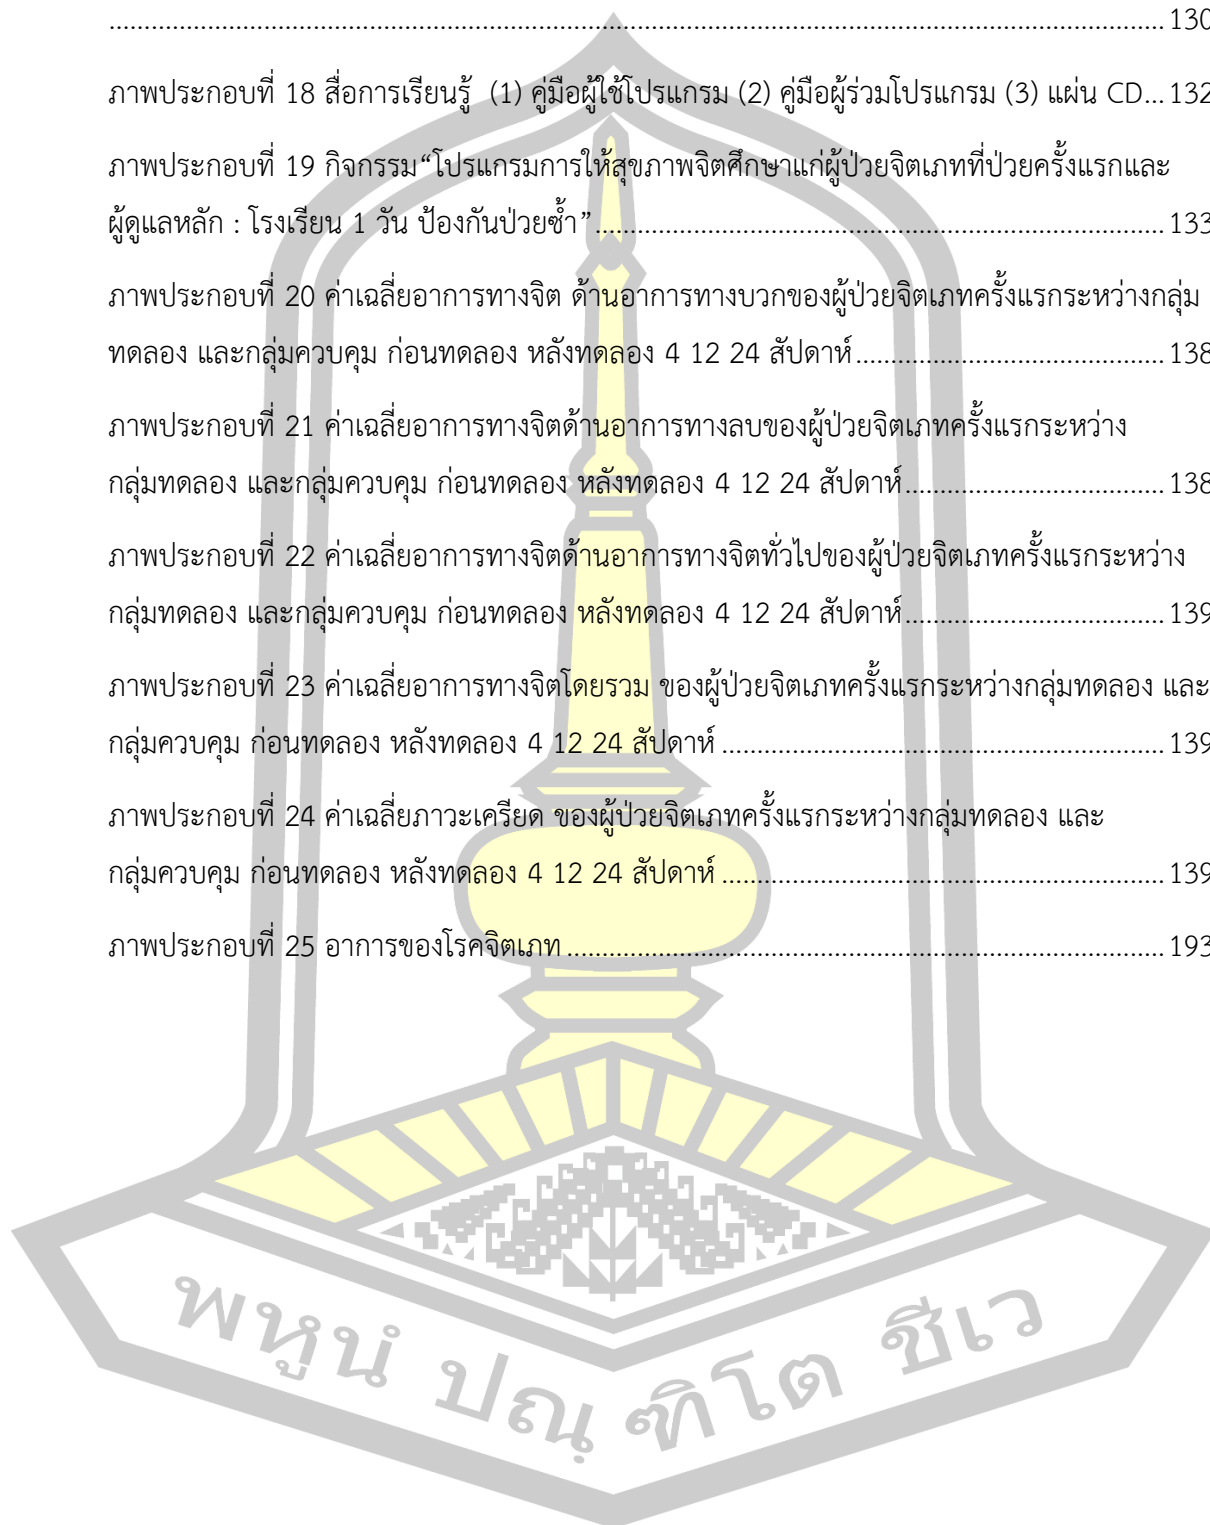 ........................................................................................................................................ 130
ภาพประกอบที่ 18 สื่อการเรียนรู้  (1) คู่มือผู้ใช้โปรแกรม (2) คู่มือผู้ร่วมโปรแกรม (3) แผ่น CD... 132
ภาพประกอบที่ 19 กิจกรรม“โปรแกรมการให้สุขภาพจิตศึกษาแก่ผู้ป่วยจิตเภทที่ป่วยครั้งแรกและ
ผู้ดูแลหลัก : โรงเรียน 1 วัน ป้องกันป่วยซ้ำ” ........................................................................ 133
ภาพประกอบที่ 20 ค่าเฉลี่ยอาการทางจิต ด้านอาการทางบวกของผู้ป่วยจิตเภทครั้งแรกระหว่างกลุ่ม
ทดลอง และกลุ่มควบคุม ก่อนทดลอง หลังทดลอง 4 12 24 สัปดาห์ ..................................... 138
ภาพประกอบที่ 21 ค่าเฉลี่ยอาการทางจิตด้านอาการทางลบของผู้ป่วยจิตเภทครั้งแรกระหว่าง
กลุ่มทดลอง และกลุ่มควบคุม ก่อนทดลอง หลังทดลอง 4 12 24 สัปดาห์ ............................... 138
ภาพประกอบที่ 22 ค่าเฉลี่ยอาการทางจิตด้านอาการทางจิตทั่วไปของผู้ป่วยจิตเภทครั้งแรกระหว่าง
กลุ่มทดลอง และกลุ่มควบคุม ก่อนทดลอง หลังทดลอง 4 12 24 สัปดาห์ ............................... 139
ภาพประกอบที่ 23 ค่าเฉลี่ยอาการทางจิตโดยรวม ของผู้ป่วยจิตเภทครั้งแรกระหว่างกลุ่มทดลอง และ
กลุ่มควบคุม ก่อนทดลอง หลังทดลอง 4 12 24 สัปดาห์ ..................................................... 139
ภาพประกอบที่ 24 ค่าเฉลี่ยภาวะเครียด ของผู้ป่วยจิตเภทครั้งแรกระหว่างกลุ่มทดลอง และ
กลุ่มควบคุม ก่อนทดลอง หลังทดลอง 4 12 24 สัปดาห์ ..................................................... 139
ภาพประกอบที่ 25 อาการของโรคจิตเภท ........................................................................ 193
พหูนํ ปณฺฑิโต ชีเว